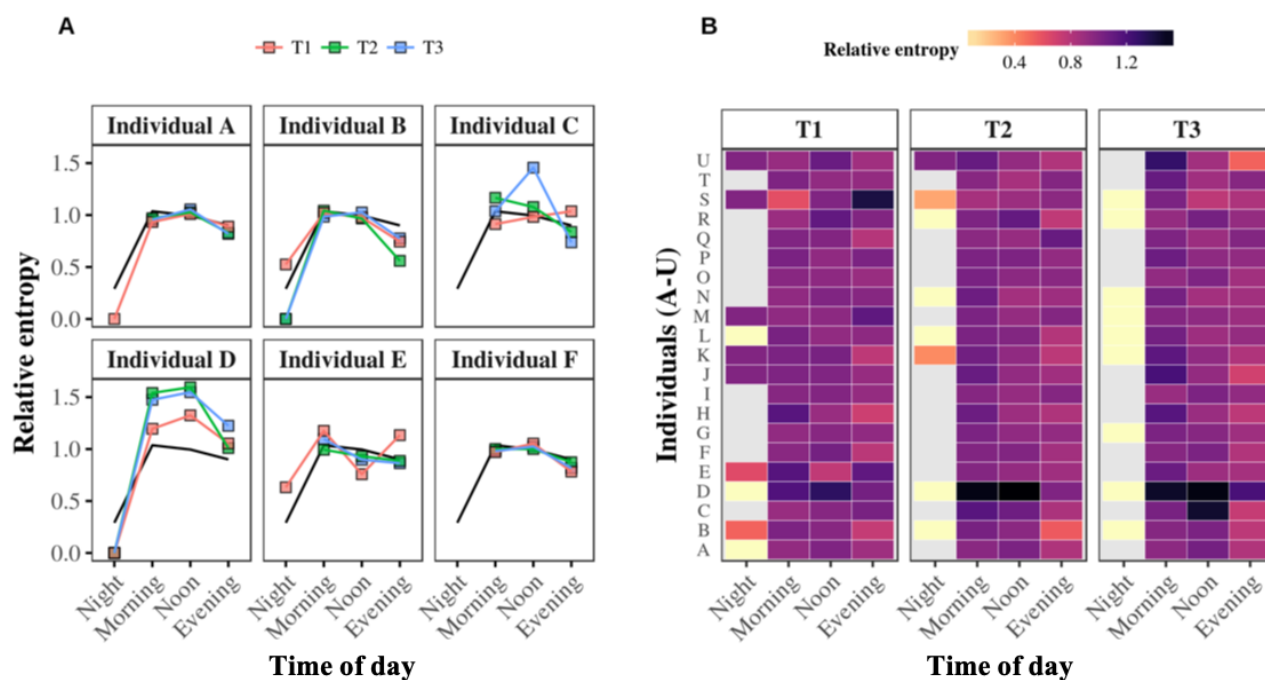 A
T1 T2 T3
Individual A Individual B Individual C
1.5
1.0
0.5
0.0
Individual D Individual E Individual F
1.5
1.0
0.5
0.0
Relative entropy
Night Morning Noon Evening Night Morning Noon Evening Night Morning Noon Evening
Time of day
B
Relative entropy
0.4 0.8 1.2
T1 T2 T3
U
T
S
R
Q
P
O
N
M
L
K
J
I
H
G
F
E
D
C
B
A
Individuals (A-U)
Night Morning Noon Evening Night Morning Noon Evening Night Morning Noon Evening
Time of day